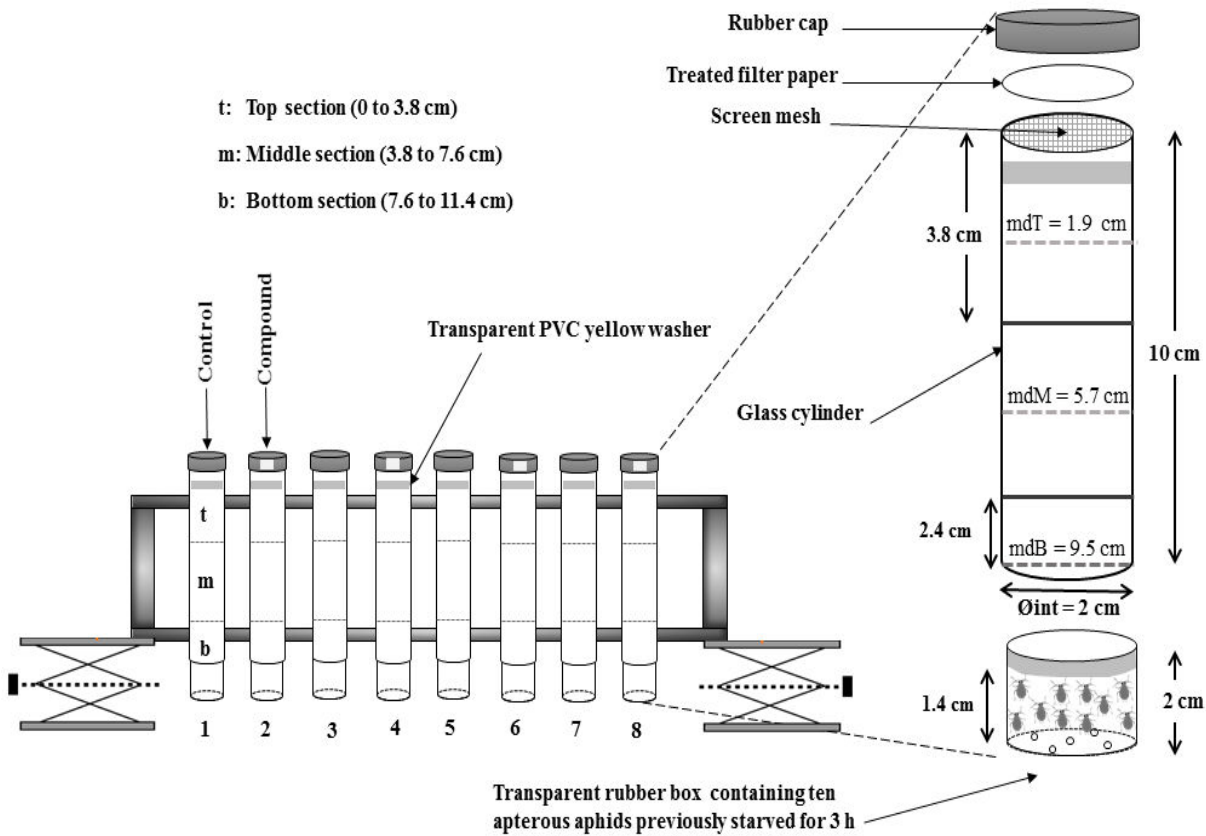 Rubber cap
Treated filter paper
Screen mesh
t: Top section (0 to 3.8 cm)
m: Middle section (3.8 to 7.6 cm)
b: Bottom section (7.6 to 11.4 cm)
mdT = 1.9 cm
3.8 cm
Control
Compound
Transparent PVC yellow washer
10 cm
mdM = 5.7 cm
Glass cylinder
t
m
b
2.4 cm
mdB = 9.5 cm
Øint = 2 cm
1.4 cm
2 cm
1 2 3 4 5 6 7 8
Transparent rubber box containing ten
apterous aphids previously starved for 3 h